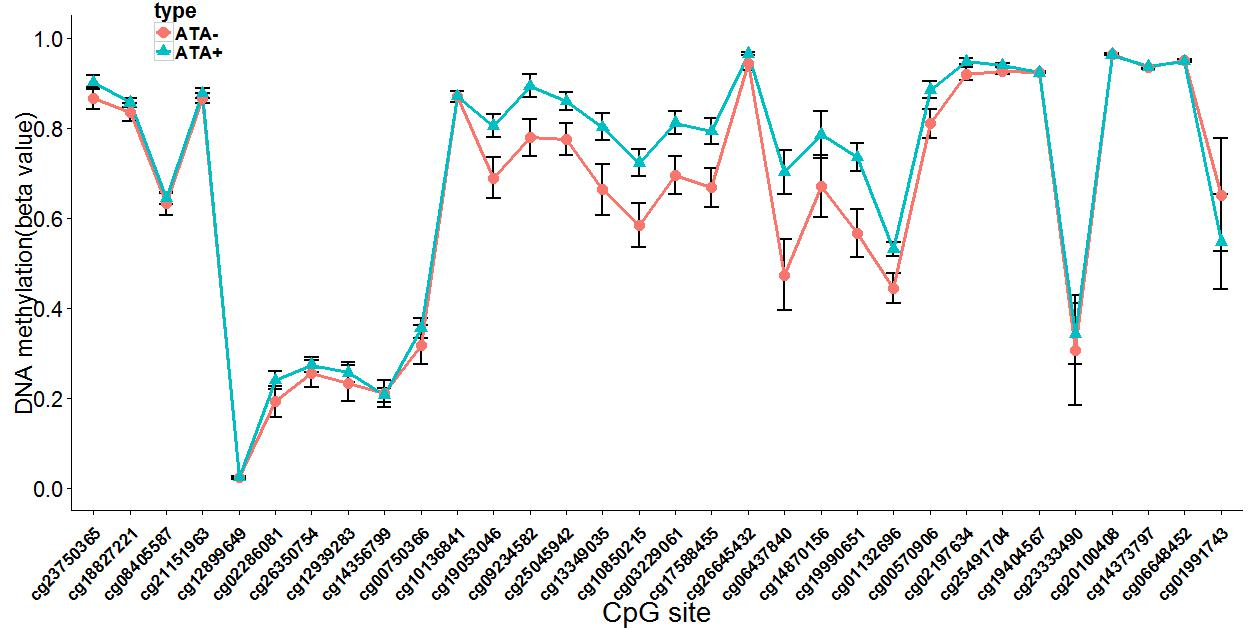 type
ATA-
ATA+
DNA methylation(beta value)
1.0
0.8
0.6
0.4
0.2
0.0
cg23750365
cg18827221
cg08405587
cg21151963
cg12899649
cg02286081
cg26350754
cg12939283
cg14356799
cg00750366
cg10136841
cg19053046
cg09234582
cg25045942
cg13349035
cg10850215
cg03229061
cg17588455
cg26645432
cg06437840
cg14870156
cg19990651
cg01132696
cg00570906
cg02197634
cg25491704
cg19404567
cg23333490
cg20100408
cg14373797
cg06648452
cg01991743
CpG site